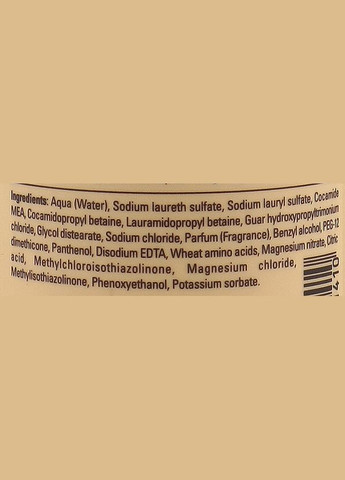 Ingredients: Aqua (Water), Sodium laureth sulfate, Sodium lauryl sulfate, Cocamide
MEA, Cocamidopropyl betaine, Lauramidopropyl betaine, Guar hydroxypropyltrimonium
chloride, Glycol distearate, Sodium chloride, Parfum (Fragrance), Benzyl alcohol, PEG-12
dimethicone, Panthenol, Disodium EDTA, Wheat amino acids, Magnesium nitrate, Citric
acid, Methylchloroisothiazolinone, Magnesium chloride,
Methylisothiazolinone, Phenoxyethanol, Potassium sorbate.
410